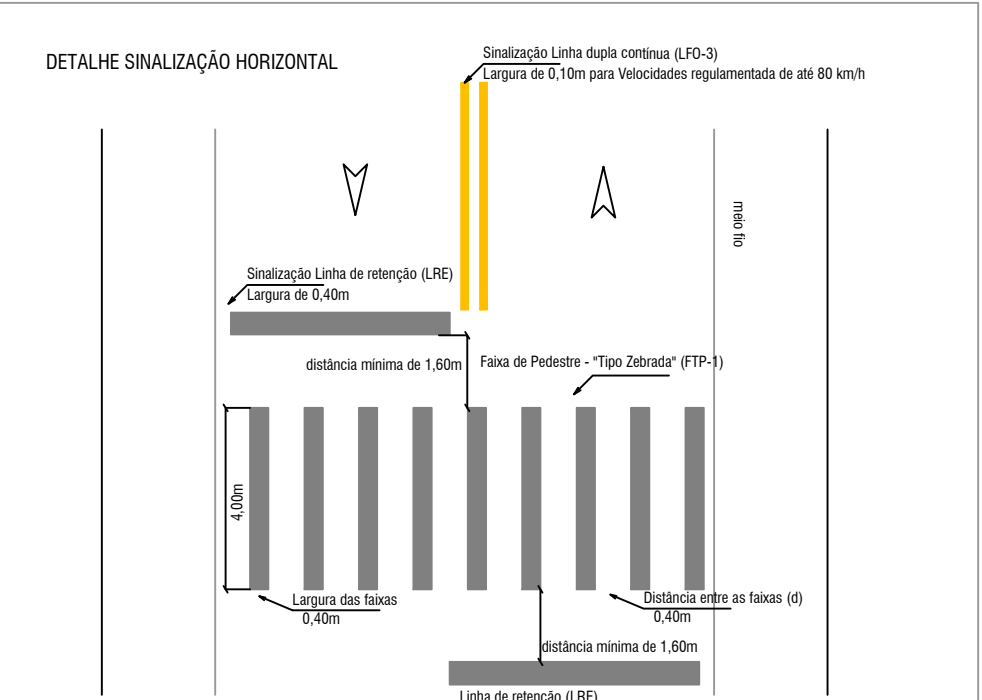 DETALHE SINALIZAÇÃO HORIZONTAL
Sinalização Linha dupla contínua (LFO-3)
Largura de 0,10m para Velocidades regulamentada de até 80 km/h
meio fio
Sinalização Linha de retenção (LRE)
Largura de 0,40m
distância mínima de 1,60m
Faixa de Pedestre - "Tipo Zebrada" (FTP-1)
4,00m
Largura das faixas
0,40m
Distância entre as faixas (d)
0,40m
distância mínima de 1,60m
Linha de retenção (LRE)